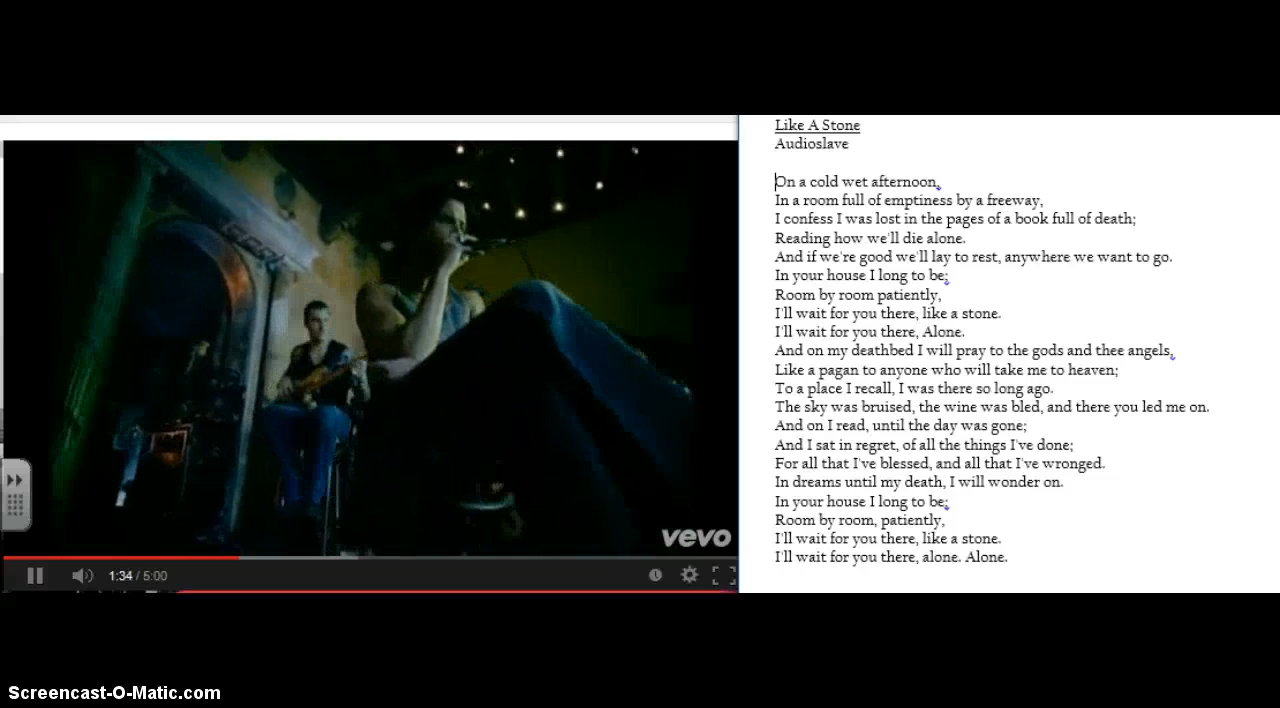 Like A Stone
Audioslave
On a cold wet afternoon,
In a room full of emptiness by a freeway,
I confess I was lost in the pages of a book full of death;
Reading how we'll die alone.
And if we're good we'll lay to rest, anywhere we want to go.
In your house I long to be;
Room by room patiently,
I'll wait for you there, like a stone.
I'll wait for you there, Alone.
And on my deathbed I will pray to the gods and thee angels,
Like a pagan to anyone who will take me to heaven;
To a place I recall, I was there so long ago.
The sky was bruised, the wine was bled, and there you led me on.
And on I read, until the day was gone;
And I sat in regret, of all the things I've done;
For all that I've blessed, and all that I've wronged.
In dreams until my death, I will wonder on.
In your house I long to be;
Room by room, patiently,
I'll wait for you there, like a stone.
I'll wait for you there, alone. Alone.
vevo
1:34 / 5:00
Screencast-O-Matic.com